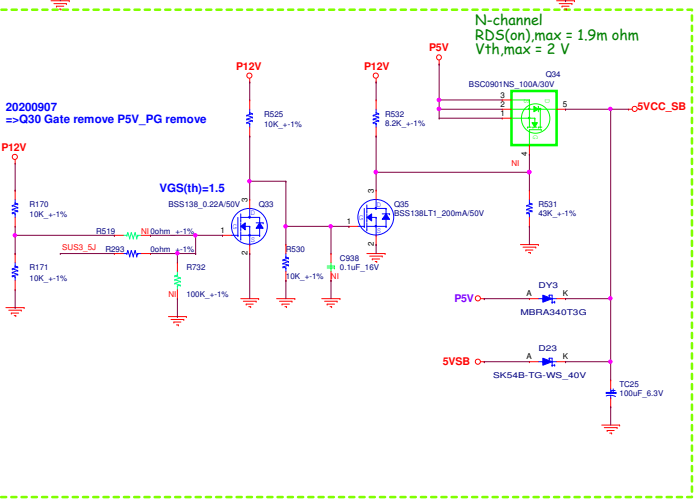 N-channel
RDS(on),max = 1.9m ohm
Vth,max = 2 V
P5V
Q34
BSC0901NS_100A/30V
3
2
1
5
5VCC_SB
4
NI
P12V
P12V
20200907
=>Q30 Gate remove P5V_PG remove
R525
10K_+-1%
R532
8.2K_+-1%
P12V
VGS(th)=1.5
BSS138_0.22A/50V
Q33
3
1
2
Q35
BSS138LT1_200mA/50V
3
1
2
R531
43K_+-1%
R170
10K_+-1%
R519
NI
0ohm_+-1%
SUS3_5J
R293
0ohm_+-1%
R171
10K_+-1%
R732
NI
100K_+-1%
R530
10K_+-1%
C938
0.1uF_16V
NI
DY3
P5V
A
K
MBRA340T3G
D23
5VSB
A
K
SK54B-TG-WS_40V
TC25
100uF_6.3V